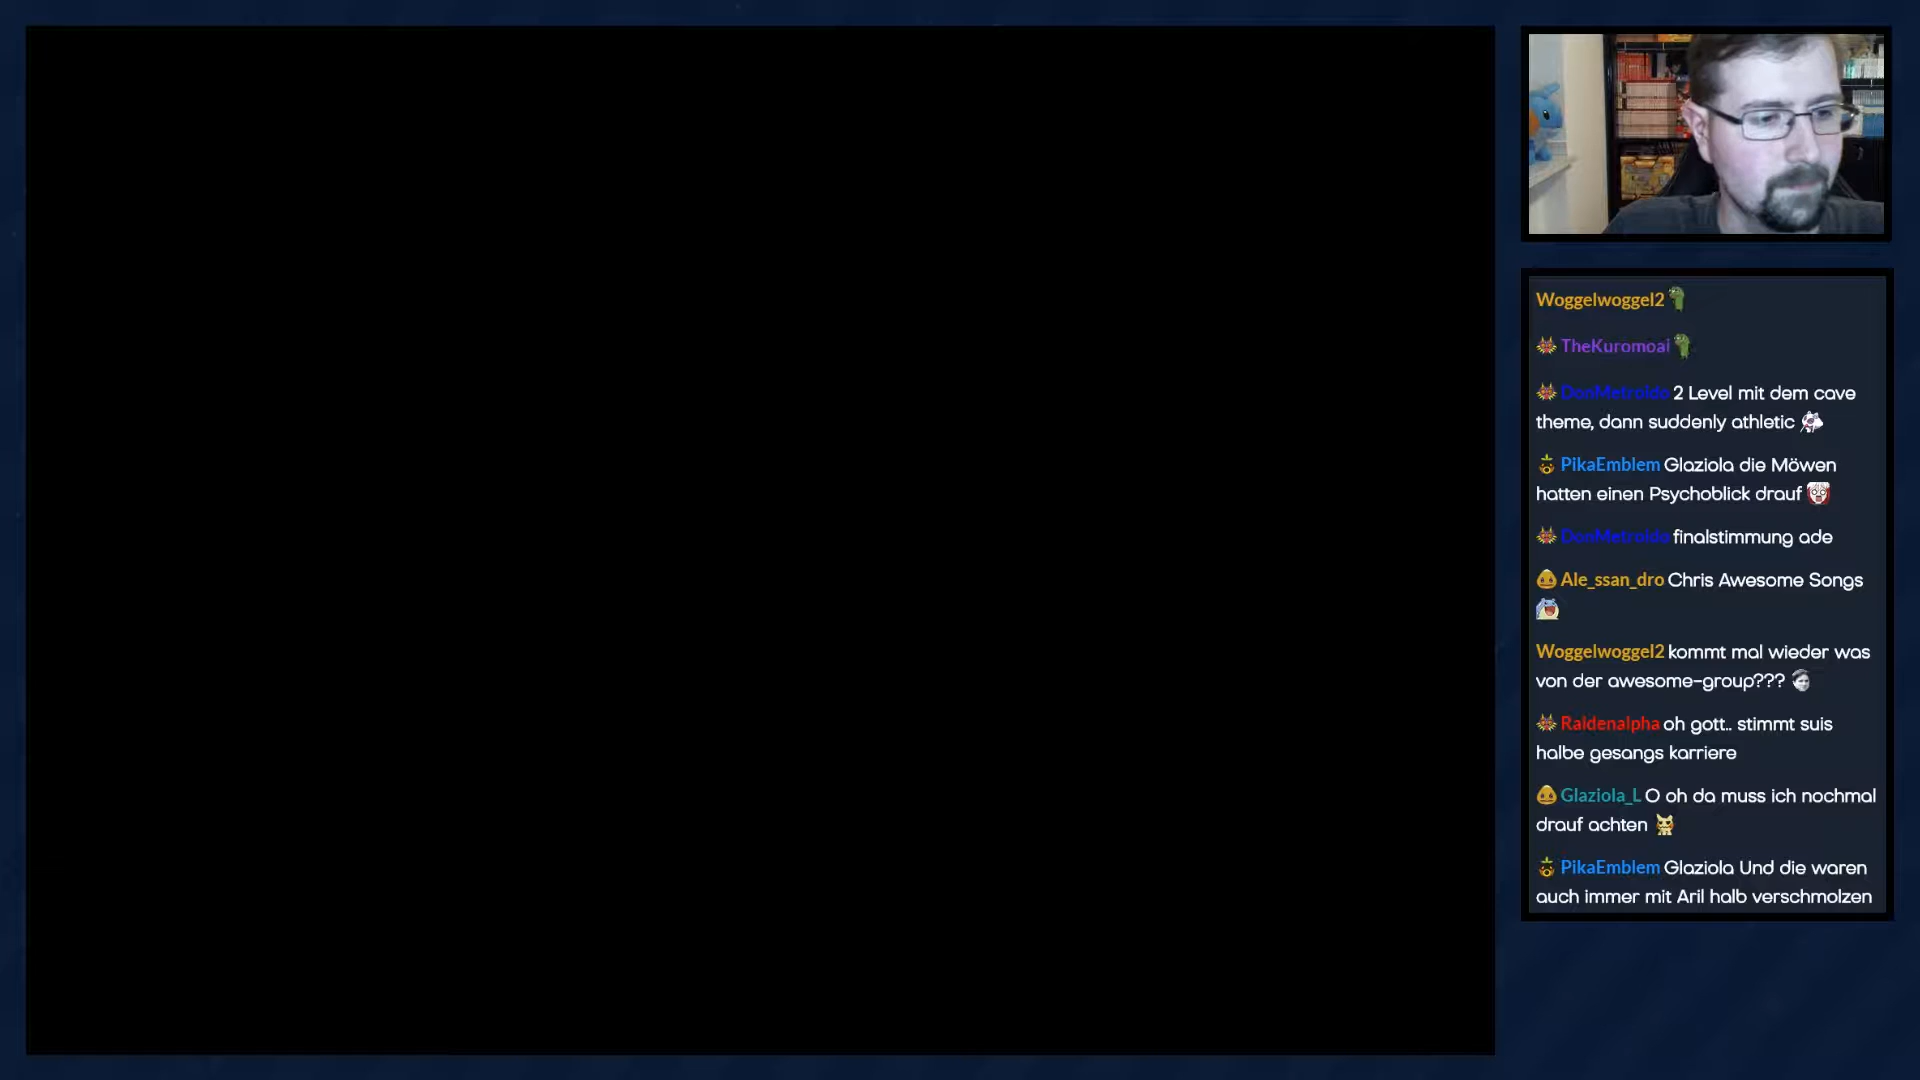 Woggelwoggel2
TheKuromoai
DonMetroide 2 Level mit dem cave
theme, dann suddenly athletic
PikaEmblem Glaziola die Möwen
hatten einen Psychoblick drauf
DonMetroide finalstimmung ade
Ale_ssan_dro Chris Awesome Songs
Woggelwoggel2 kommt mal wieder was
von der awesome-group???
Raidenalpha oh gott.. stimmt suis
halbe gesangs karriere
Glaziola_L O oh da muss ich nochmal
drauf achten
PikaEmblem Glaziola Und die waren
auch immer mit Aril halb verschmolzen